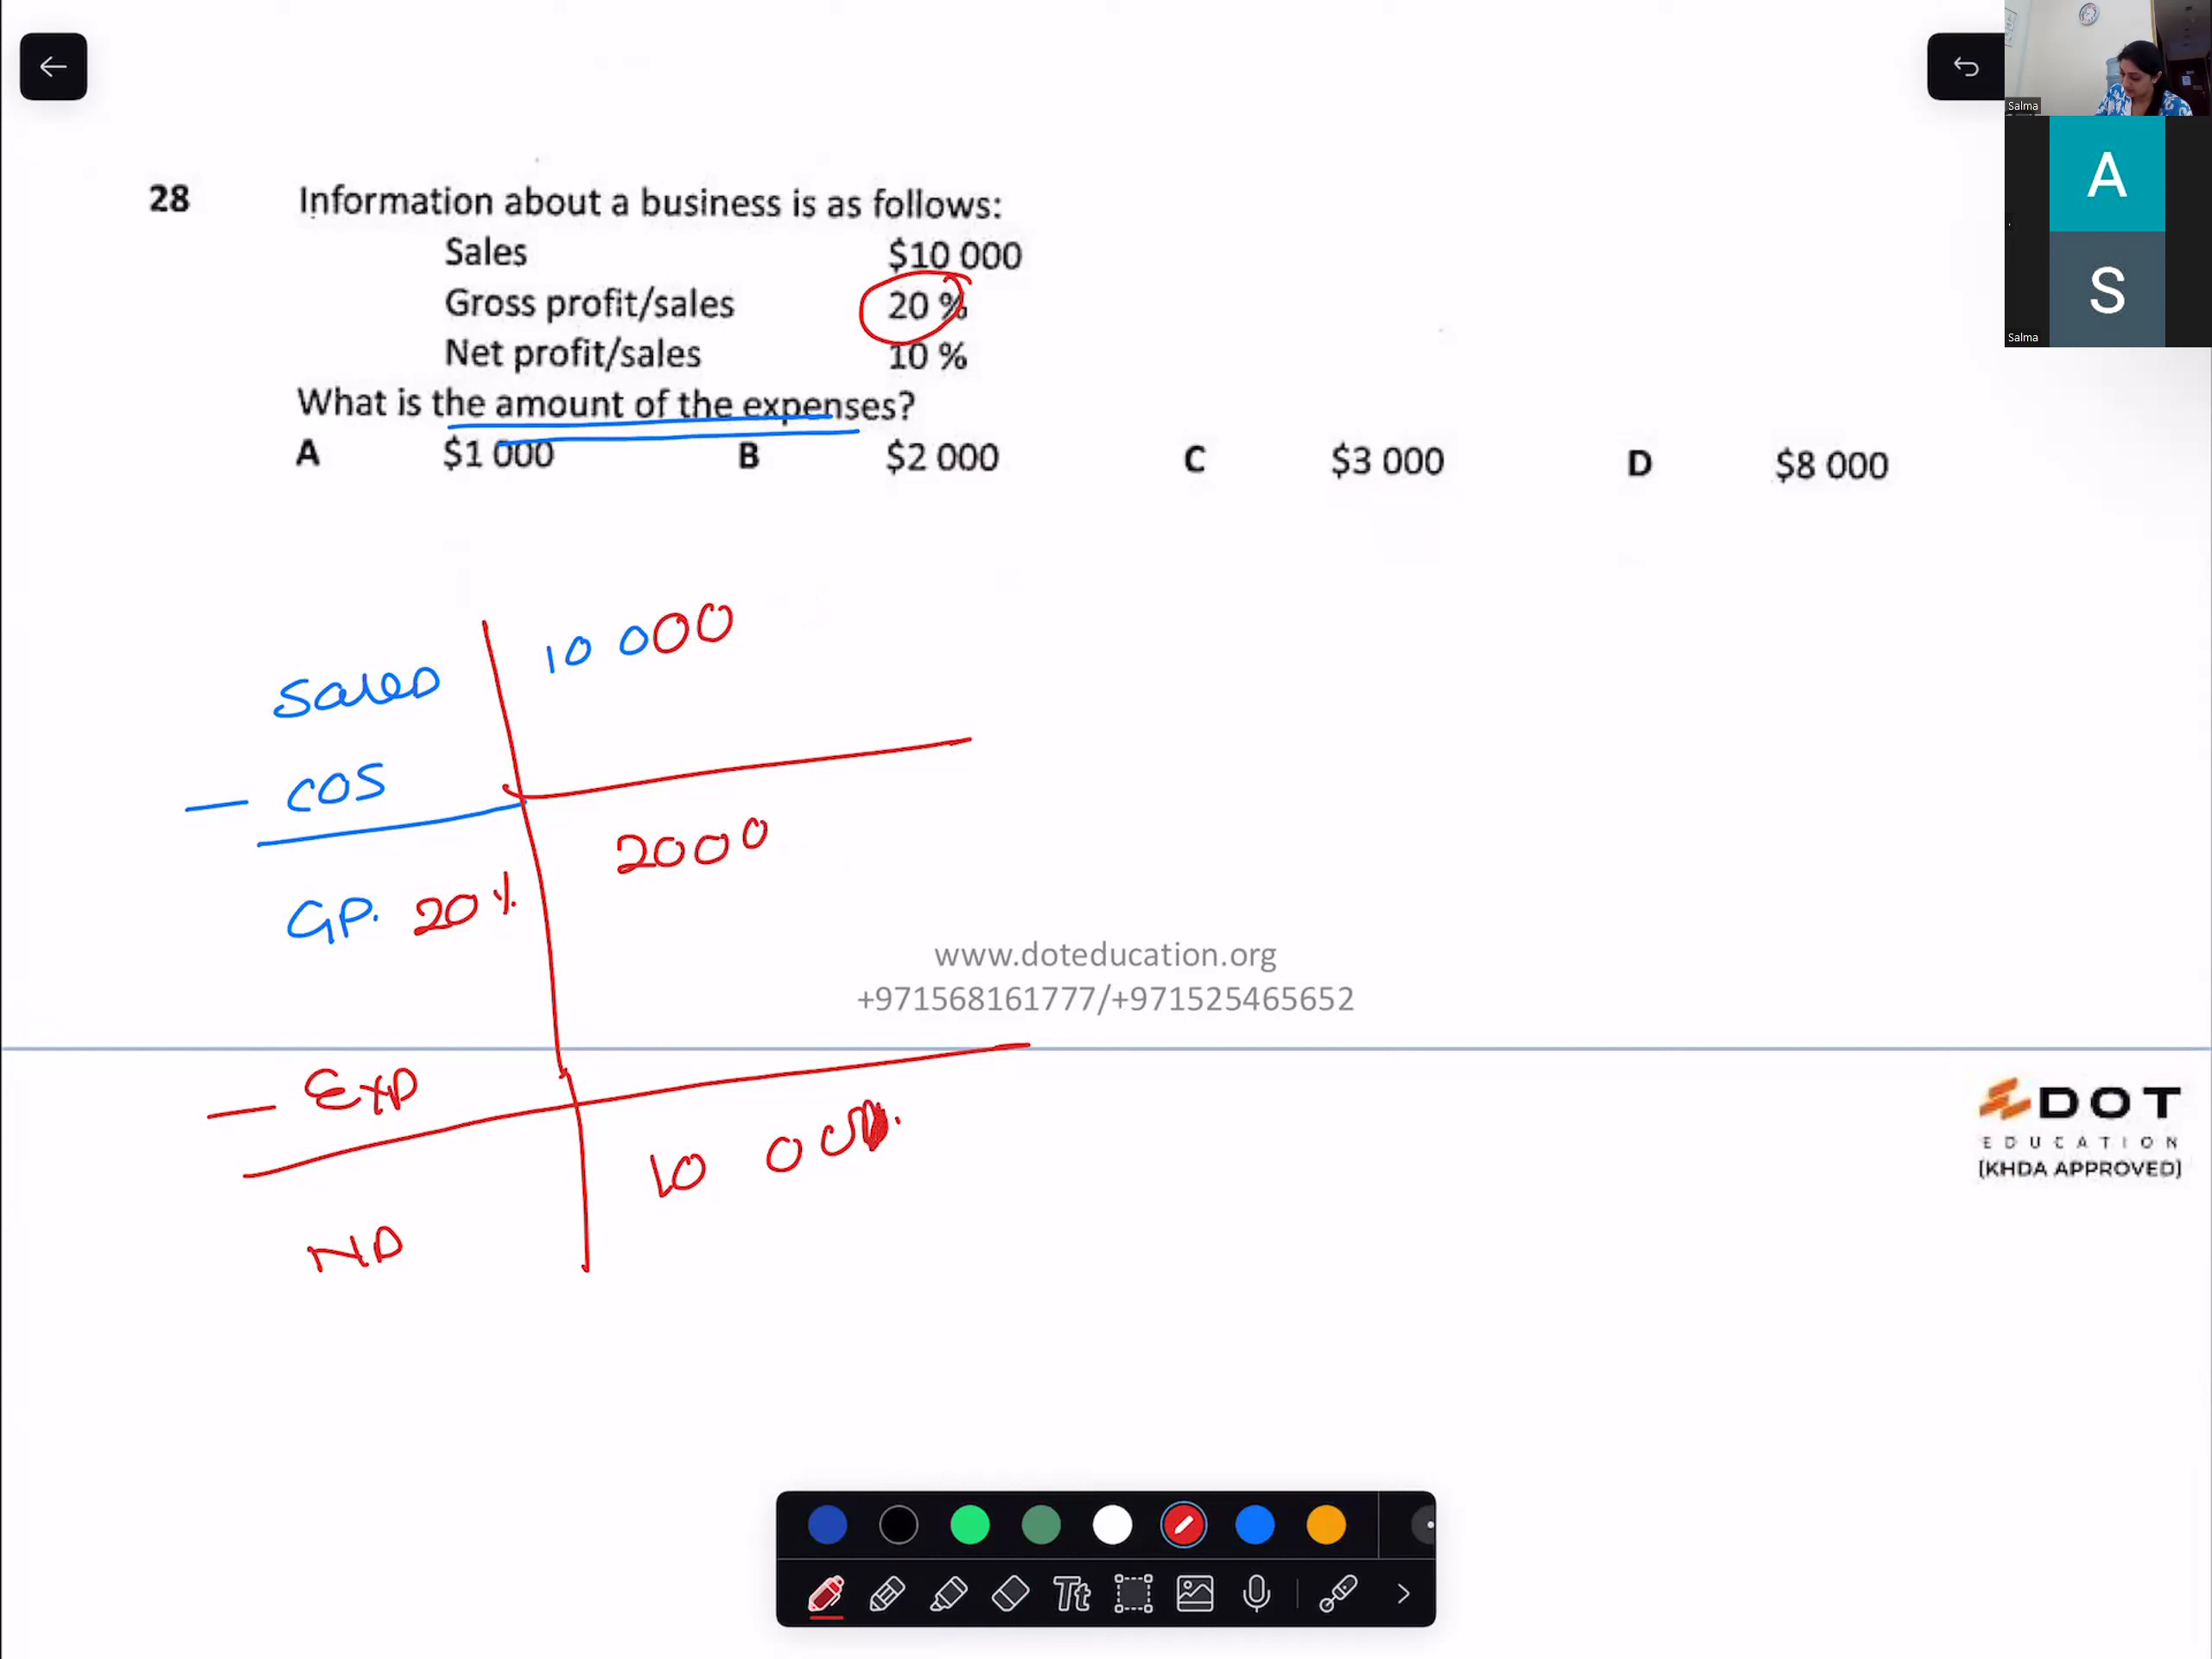 Salma
A
S
Salma
28 Information about a business is as follows:
Sales $10 000
Gross profit/sales 20 %
Net profit/sales 10 %
What is the amount of the expenses?
A $1 000 B $2 000 C $3 000 D $8 000
Sales 10 000
— COS
GP. 20% 2000
www.doteducation.org
+971568161777/+971525465652
— Exp
10 000.
NP
DOT
EDUCATION
(KHDA APPROVED)
Tt